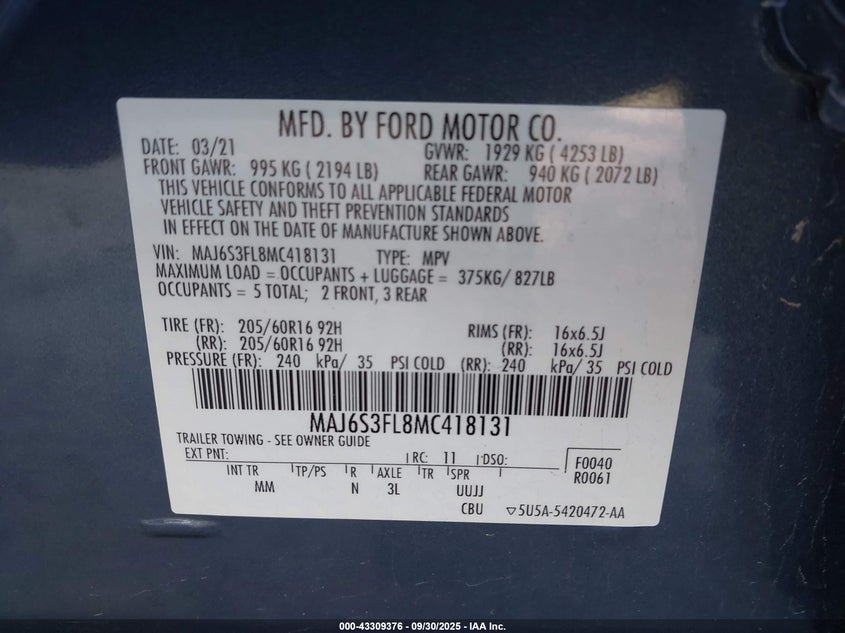 MFD. BY FORD MOTOR CO.
DATE: 03/21 GVWR: 1929 KG ( 4253 LB)
FRONT GAWR: 995 KG ( 2194 LB) REAR GAWR: 940 KG ( 2072 LB)
THIS VEHICLE CONFORMS TO ALL APPLICABLE FEDERAL MOTOR
VEHICLE SAFETY AND THEFT PREVENTION STANDARDS
IN EFFECT ON THE DATE OF MANUFACTURE SHOWN ABOVE.
VIN: MAJ6S3FL8MC418131 TYPE: MPV
MAXIMUM LOAD = OCCUPANTS + LUGGAGE = 375KG/ 827LB
OCCUPANTS = 5 TOTAL; 2 FRONT, 3 REAR
TIRE (FR): 205/60R16 92H RIMS (FR): 16x6.5J
(RR): 205/60R16 92H (RR): 16x6.5J
PRESSURE (FR): 240 kPa/ 35 PSI COLD (RR): 240 kPa/ 35 PSI COLD
MAJ6S3FL8MC418131
TRAILER TOWING - SEE OWNER GUIDE
EXT PNT: RC: 11 DSO: F0040
INT TR TP/PS R AXLE TR SPR R0061
MM N 3L UUJJ
CBU ▽5U5A-5420472-AA
000-43309376 - 09/30/2025 - IAA Inc.